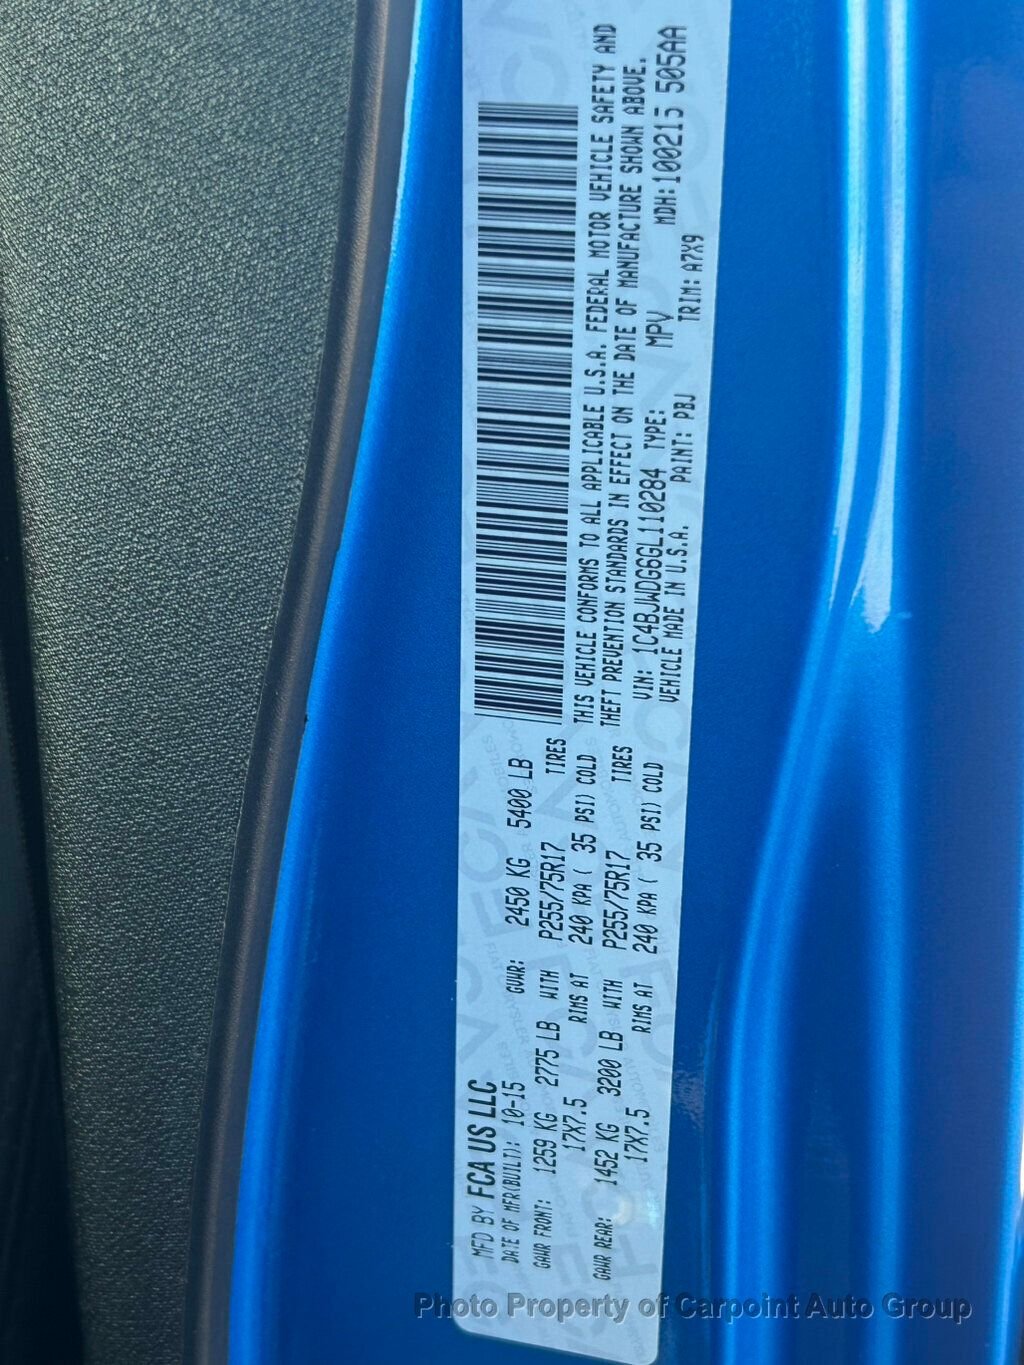 MFD BY FCA US LLC
DATE OF MFR(BUILT): 10-15 GVWR: 2450 KG 5400 LB
GAWR FRONT: 1259 KG 2775 LB WITH P255/75R17 TIRES
17X7.5 RIMS AT 240 KPA ( 35 PSI) COLD
GAWR REAR: 1452 KG 3200 LB WITH P255/75R17 TIRES
17X7.5 RIMS AT 240 KPA ( 35 PSI) COLD
THIS VEHICLE CONFORMS TO ALL APPLICABLE U.S.A. FEDERAL MOTOR VEHICLE SAFETY AND
THEFT PREVENTION STANDARDS IN EFFECT ON THE DATE OF MANUFACTURE SHOWN ABOVE.
VIN: 1C4BJWDG6GL110284 TYPE: MPV MDH:100215 505AA
VEHICLE MADE IN U.S.A. PAINT: PBJ TRIM: A7X9
Photo Property of Carpoint Auto Group